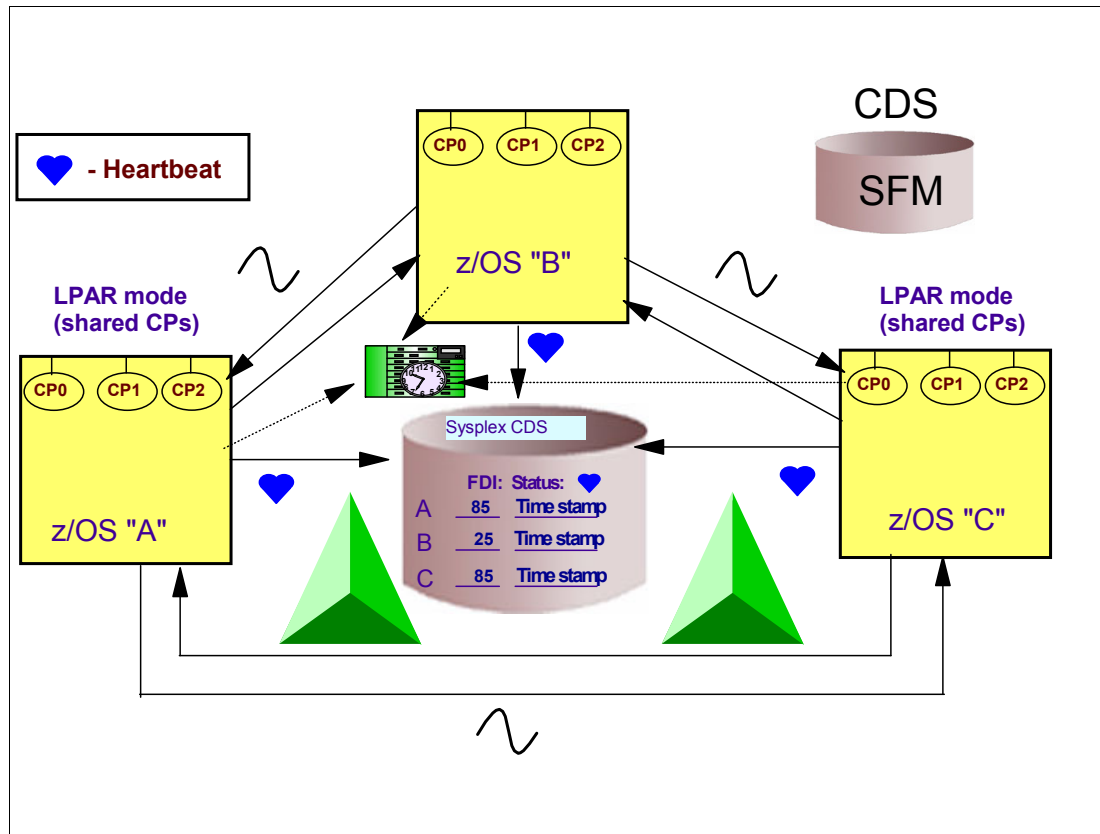 CDS
SFM
- Heartbeat
CP0 CP1 CP2
z/OS "B"
LPAR mode
(shared CPs)
CP0 CP1 CP2
z/OS "A"
LPAR mode
(shared CPs)
CP0 CP1 CP2
z/OS "C"
Sysplex CDS
FDI: Status:
A 85 Time stamp
B 25 Time stamp
C 85 Time stamp